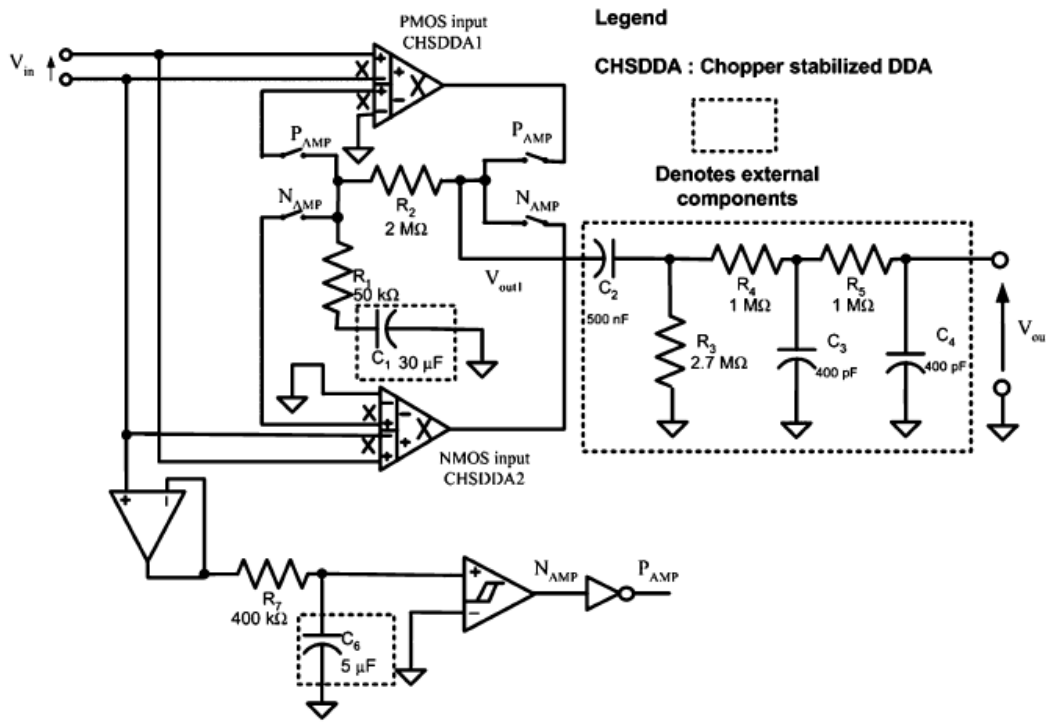 PMOS input
CHSDDA1
Legend
CHSDDA : Chopper stabilized DDA
Denotes external
components
V_in
+
−
+
−
+
−
X
X
X
P_AMP
N_AMP
P_AMP
N_AMP
R_2
2 MΩ
R_1
50 kΩ
C_1 30 μF
V_out1
C_2
500 nF
R_3
2.7 MΩ
R_4
1 MΩ
R_5
1 MΩ
C_3
400 pF
C_4
400 pF
V_ou
−
+
−
+
−
+
X
X
X
NMOS input
CHSDDA2
+
−
R_7
400 kΩ
C_6
5 μF
+
−
N_AMP
P_AMP